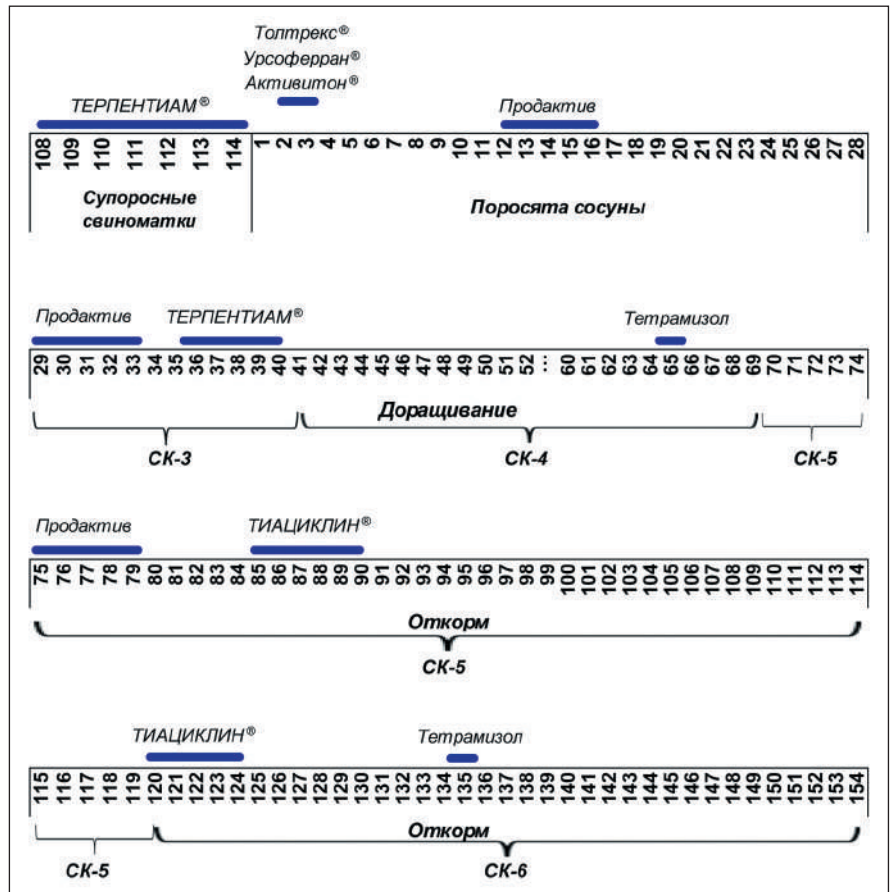 Толтрекс®
Урсоферран®
Активитон®
ТЕРПЕНТИАМ®
Продактив
108 109 110 111 112 113 114 1 2 3 4 5 6 7 8 9 10 11 12 13 14 15 16 17 18 19 20 21 22 23 24 25 26 27 28
Супоросные
свиноматки
Поросята сосуны
Продактив ТЕРПЕНТИАМ® Тетрамизол
29 30 31 32 33 34 35 36 37 38 39 40 41 42 43 44 45 46 47 48 49 50 51 52 ... 60 61 62 63 64 65 66 67 68 69 70 71 72 73 74
Доращивание
СК-3 СК-4 СК-5
Продактив ТИАЦИКЛИН®
75 76 77 78 79 80 81 82 83 84 85 86 87 88 89 90 91 92 93 94 95 96 97 98 99 100 101 102 103 104 105 106 107 108 109 110 111 112 113 114
Откорм
СК-5
ТИАЦИКЛИН® Тетрамизол
115 116 117 118 119 120 121 122 123 124 125 126 127 128 129 130 131 132 133 134 135 136 137 138 139 140 141 142 143 144 145 146 147 148 149 150 151 152 153 154
Откорм
СК-5 СК-6